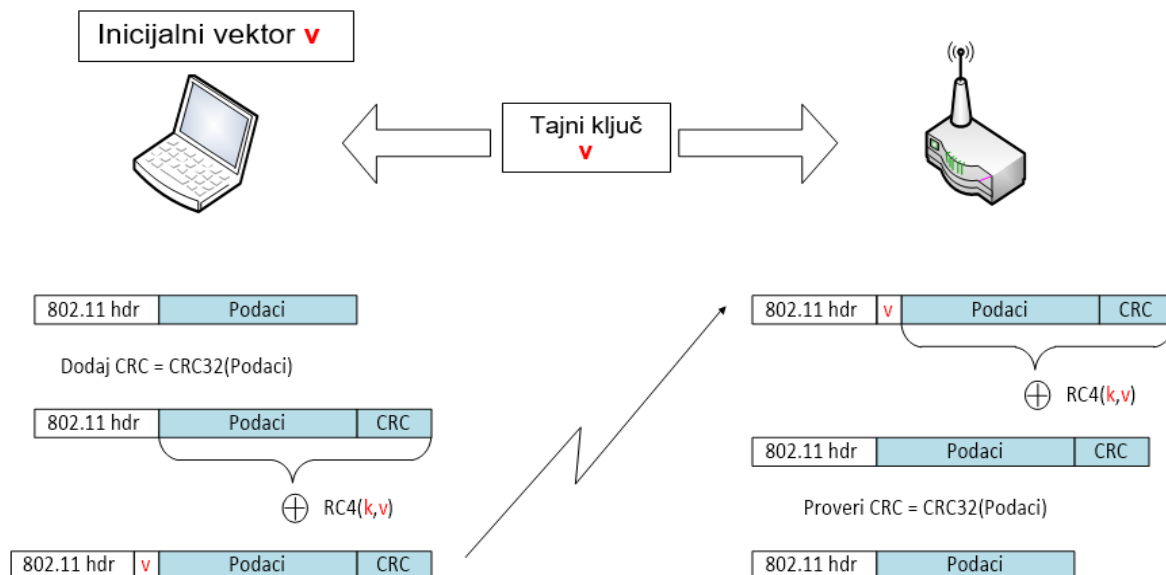 Inicijalni vektor v
Tajni ključ
v
802.11 hdr Podaci
Dodaj CRC = CRC32(Podaci)
802.11 hdr Podaci CRC
RC4(k,v)
802.11 hdr v Podaci CRC
802.11 hdr v Podaci CRC
RC4(k,v)
802.11 hdr Podaci CRC
Proveri CRC = CRC32(Podaci)
802.11 hdr Podaci